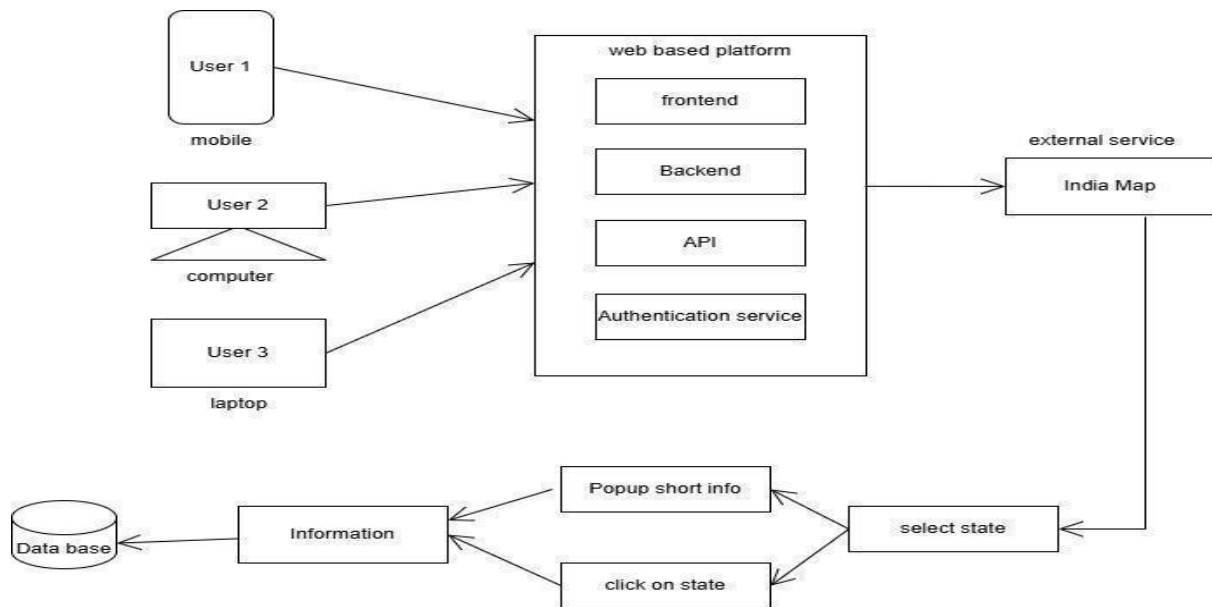 User 1
mobile
User 2
computer
User 3
laptop
web based platform
frontend
Backend
API
Authentication service
external service
India Map
select state
Popup short info
click on state
Information
Data base